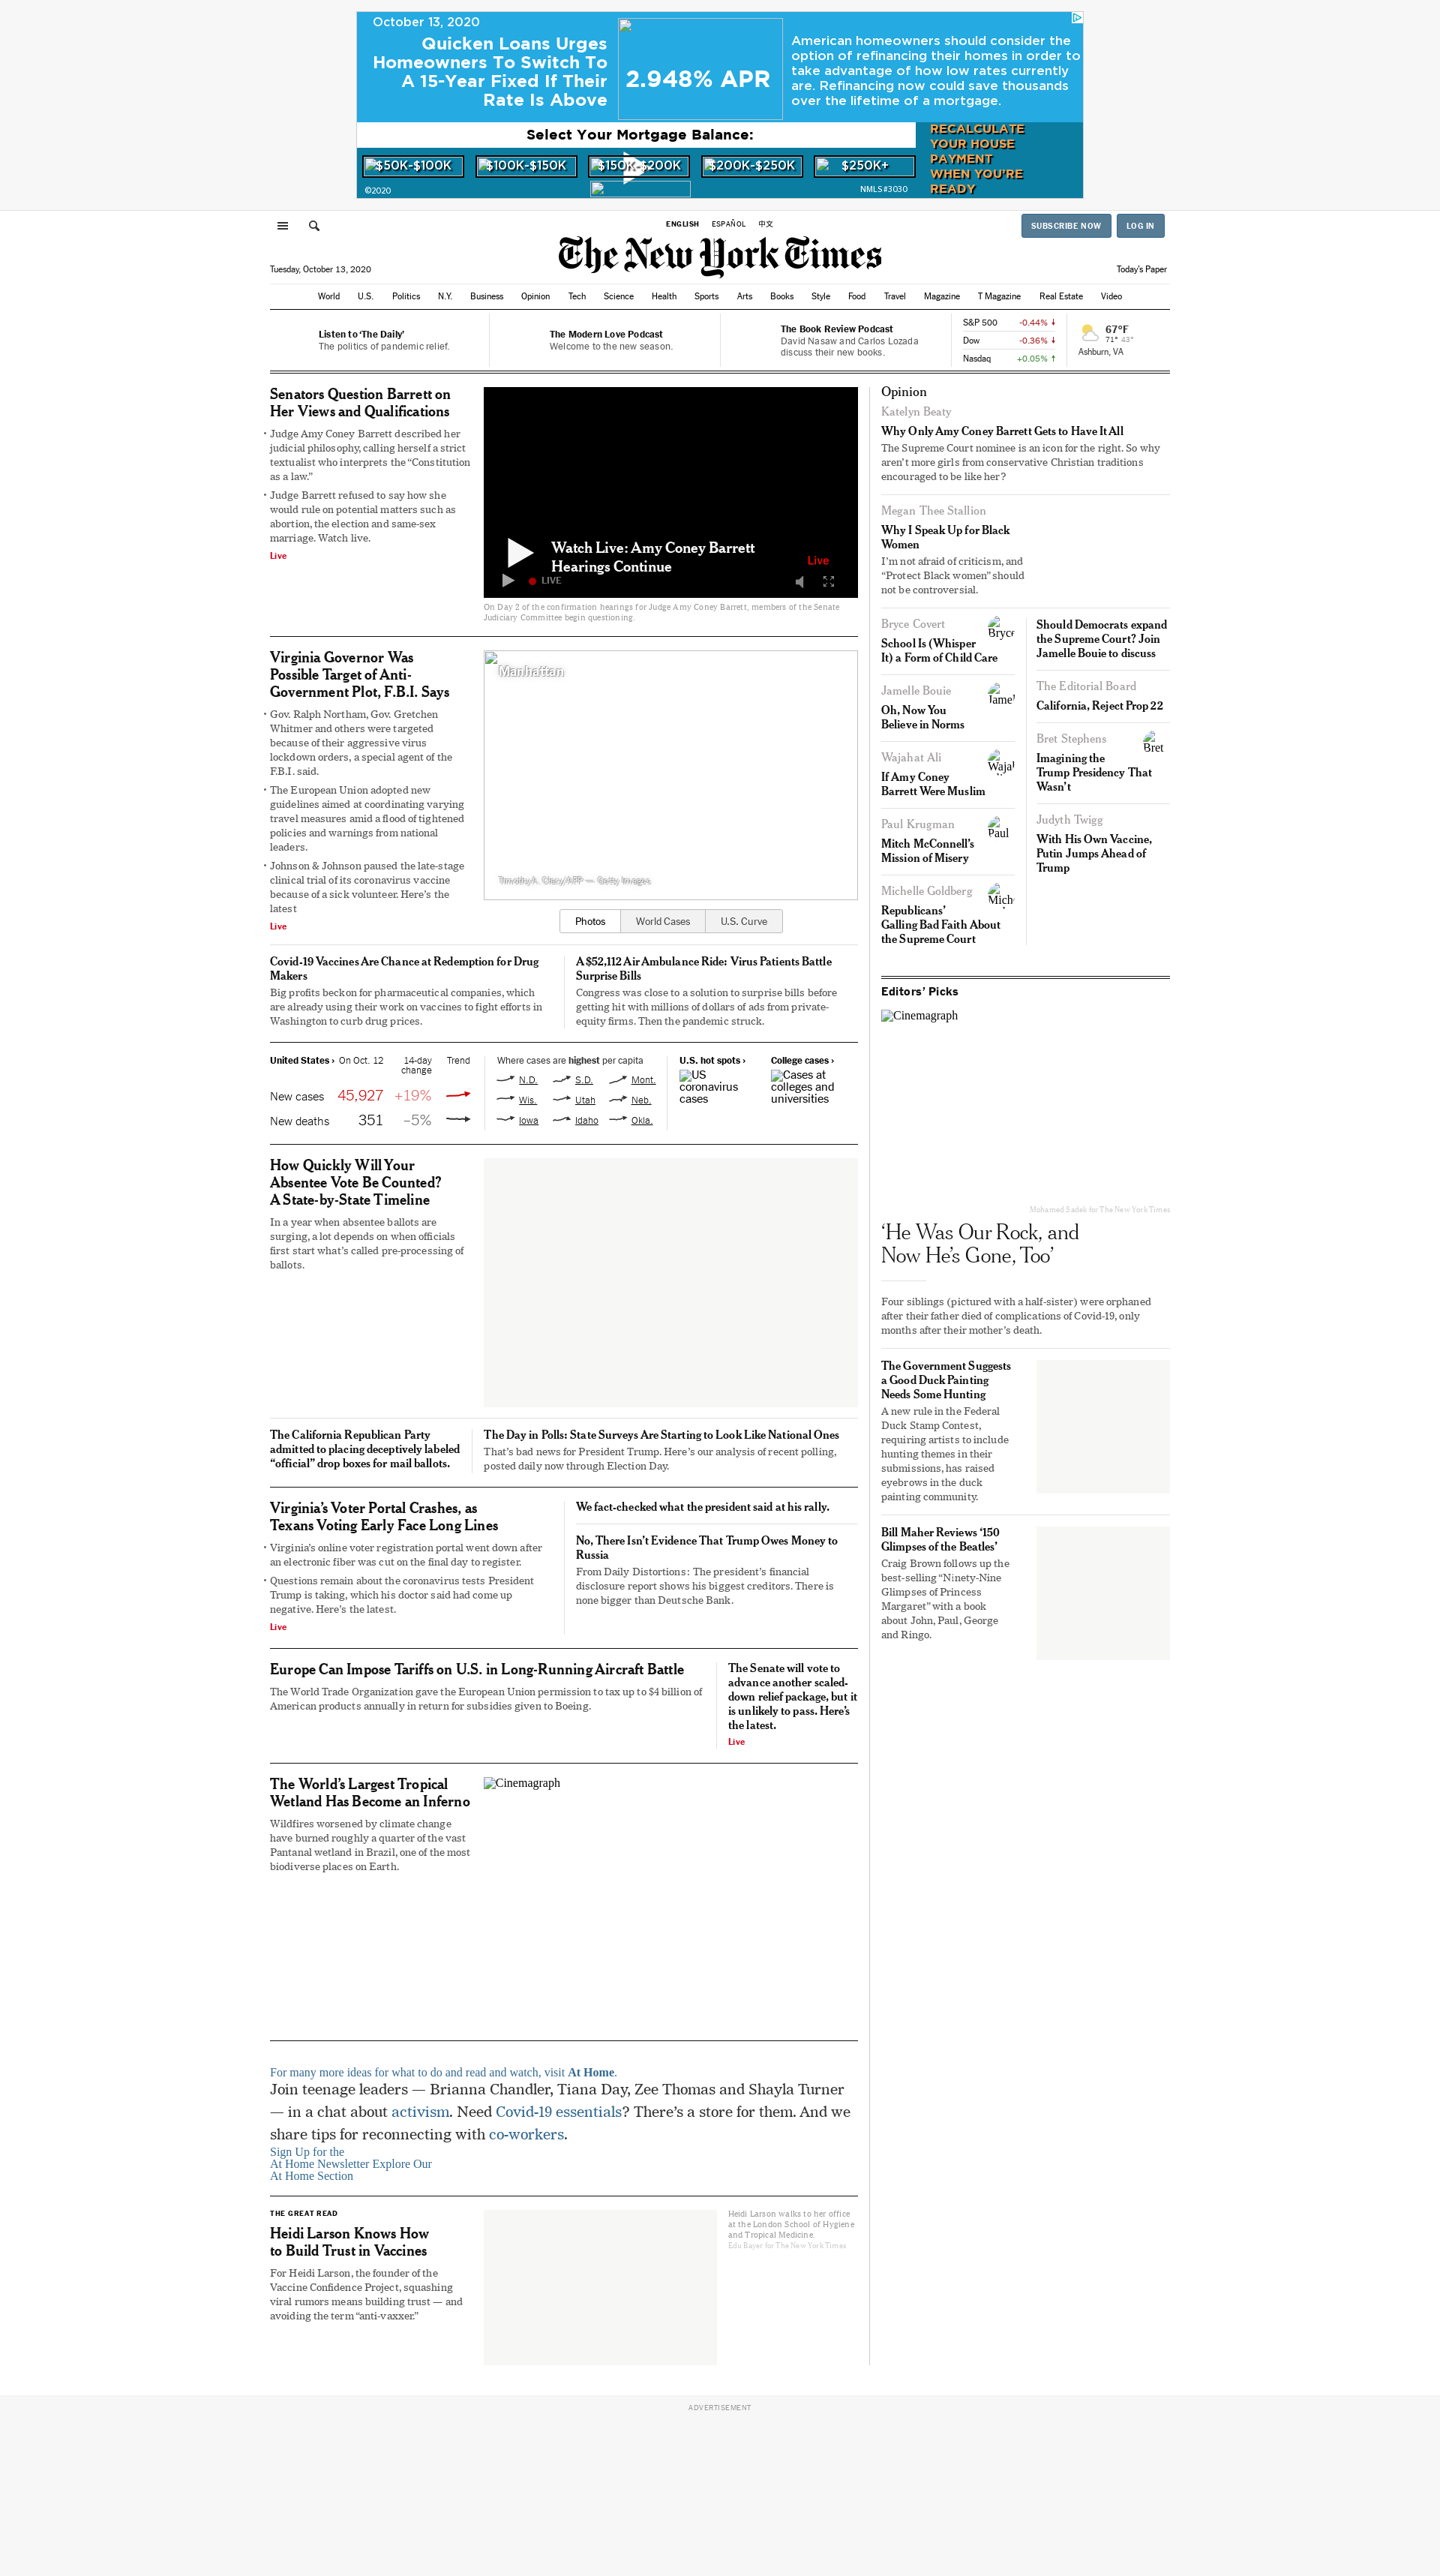 October 13, 2020
Quicken Loans Urges
Homeowners To Switch To
A 15-Year Fixed If Their
Rate Is Above
2.948% APR
American homeowners should consider the
option of refinancing their homes in order to
take advantage of how low rates currently
are. Refinancing now could save thousands
over the lifetime of a mortgage.
Select Your Mortgage Balance:
$50K-$100K
$100K-$150K
$150K-$200K
$200K-$250K
$250K+
RECALCULATE
YOUR HOUSE
PAYMENT
WHEN YOU'RE
READY
©2020
NMLS#3030
ENGLISH ESPAÑOL 中文
SUBSCRIBE NOW LOG IN
The New York Times
Tuesday, October 13, 2020
Today's Paper
World U.S. Politics N.Y. Business Opinion Tech Science Health Sports Arts Books Style Food Travel Magazine T Magazine Real Estate Video
Listen to ‘The Daily’
The politics of pandemic relief.
The Modern Love Podcast
Welcome to the new season.
The Book Review Podcast
David Nasaw and Carlos Lozada
discuss their new books.
S&P 500 -0.44% ↓
Dow -0.36% ↓
Nasdaq +0.05% ↑
67°F
71° 43°
Ashburn, VA
Senators Question Barrett on
Her Views and Qualifications
• Judge Amy Coney Barrett described her
judicial philosophy, calling herself a strict
textualist who interprets the “Constitution
as a law.”
• Judge Barrett refused to say how she
would rule on potential matters such as
abortion, the election and same-sex
marriage. Watch live.
Live
Watch Live: Amy Coney Barrett
Hearings Continue
Live
LIVE
On Day 2 of the confirmation hearings for Judge Amy Coney Barrett, members of the Senate
Judiciary Committee begin questioning.
Virginia Governor Was
Possible Target of Anti-
Government Plot, F.B.I. Says
• Gov. Ralph Northam, Gov. Gretchen
Whitmer and others were targeted
because of their aggressive virus
lockdown orders, a special agent of the
F.B.I. said.
• The European Union adopted new
guidelines aimed at coordinating varying
travel measures amid a flood of tightened
policies and warnings from national
leaders.
• Johnson & Johnson paused the late-stage
clinical trial of its coronavirus vaccine
because of a sick volunteer. Here’s the
latest
Live
Manhattan
Timothy A. Clary/AFP — Getty Images
Photos World Cases U.S. Curve
Covid-19 Vaccines Are Chance at Redemption for Drug
Makers
Big profits beckon for pharmaceutical companies, which
are already using their work on vaccines to fight efforts in
Washington to curb drug prices.
A $52,112 Air Ambulance Ride: Virus Patients Battle
Surprise Bills
Congress was close to a solution to surprise bills before
getting hit with millions of dollars of ads from private-
equity firms. Then the pandemic struck.
United States › On Oct. 12 14-day
change Trend
New cases 45,927 +19%
New deaths 351 –5%
Where cases are highest per capita
N.D. S.D. Mont.
Wis. Utah Neb.
Iowa Idaho Okla.
U.S. hot spots ›
US
coronavirus
cases
College cases ›
Cases at
colleges and
universities
How Quickly Will Your
Absentee Vote Be Counted?
A State-by-State Timeline
In a year when absentee ballots are
surging, a lot depends on when officials
first start what’s called pre-processing of
ballots.
The California Republican Party
admitted to placing deceptively labeled
“official” drop boxes for mail ballots.
The Day in Polls: State Surveys Are Starting to Look Like National Ones
That’s bad news for President Trump. Here’s our analysis of recent polling,
posted daily now through Election Day.
Virginia’s Voter Portal Crashes, as
Texans Voting Early Face Long Lines
• Virginia’s online voter registration portal went down after
an electronic fiber was cut on the final day to register.
• Questions remain about the coronavirus tests President
Trump is taking, which his doctor said had come up
negative. Here’s the latest.
Live
We fact-checked what the president said at his rally.
No, There Isn’t Evidence That Trump Owes Money to
Russia
From Daily Distortions: The president’s financial
disclosure report shows his biggest creditors. There is
none bigger than Deutsche Bank.
Europe Can Impose Tariffs on U.S. in Long-Running Aircraft Battle
The World Trade Organization gave the European Union permission to tax up to $4 billion of
American products annually in return for subsidies given to Boeing.
The Senate will vote to
advance another scaled-
down relief package, but it
is unlikely to pass. Here’s
the latest.
Live
The World’s Largest Tropical
Wetland Has Become an Inferno
Wildfires worsened by climate change
have burned roughly a quarter of the vast
Pantanal wetland in Brazil, one of the most
biodiverse places on Earth.
Cinemagraph
For many more ideas for what to do and read and watch, visit At Home.
Join teenage leaders — Brianna Chandler, Tiana Day, Zee Thomas and Shayla Turner
— in a chat about activism. Need Covid-19 essentials? There’s a store for them. And we
share tips for reconnecting with co-workers.
Sign Up for the
At Home Newsletter Explore Our
At Home Section
THE GREAT READ
Heidi Larson Knows How
to Build Trust in Vaccines
For Heidi Larson, the founder of the
Vaccine Confidence Project, squashing
viral rumors means building trust — and
avoiding the term “anti-vaxxer.”
Heidi Larson walks to her office
at the London School of Hygiene
and Tropical Medicine.
Edu Bayer for The New York Times
Opinion
Katelyn Beaty
Why Only Amy Coney Barrett Gets to Have It All
The Supreme Court nominee is an icon for the right. So why
aren’t more girls from conservative Christian traditions
encouraged to be like her?
Megan Thee Stallion
Why I Speak Up for Black
Women
I’m not afraid of criticism, and
“Protect Black women” should
not be controversial.
Bryce Covert
Bryce
School Is (Whisper
It) a Form of Child Care
Jamelle Bouie
Jamel
Oh, Now You
Believe in Norms
Wajahat Ali
Wajal
If Amy Coney
Barrett Were Muslim
Paul Krugman
Paul
Mitch McConnell’s
Mission of Misery
Michelle Goldberg
Miche
Republicans’
Galling Bad Faith About
the Supreme Court
Should Democrats expand
the Supreme Court? Join
Jamelle Bouie to discuss
The Editorial Board
California, Reject Prop 22
Bret Stephens
Bret
Imagining the
Trump Presidency That
Wasn’t
Judyth Twigg
With His Own Vaccine,
Putin Jumps Ahead of
Trump
Editors’ Picks
Cinemagraph
Mohamed Sadek for The New York Times
‘He Was Our Rock, and
Now He’s Gone, Too’
Four siblings (pictured with a half-sister) were orphaned
after their father died of complications of Covid-19, only
months after their mother’s death.
The Government Suggests
a Good Duck Painting
Needs Some Hunting
A new rule in the Federal
Duck Stamp Contest,
requiring artists to include
hunting themes in their
submissions, has raised
eyebrows in the duck
painting community.
Bill Maher Reviews ‘150
Glimpses of the Beatles’
Craig Brown follows up the
best-selling “Ninety-Nine
Glimpses of Princess
Margaret” with a book
about John, Paul, George
and Ringo.
ADVERTISEMENT